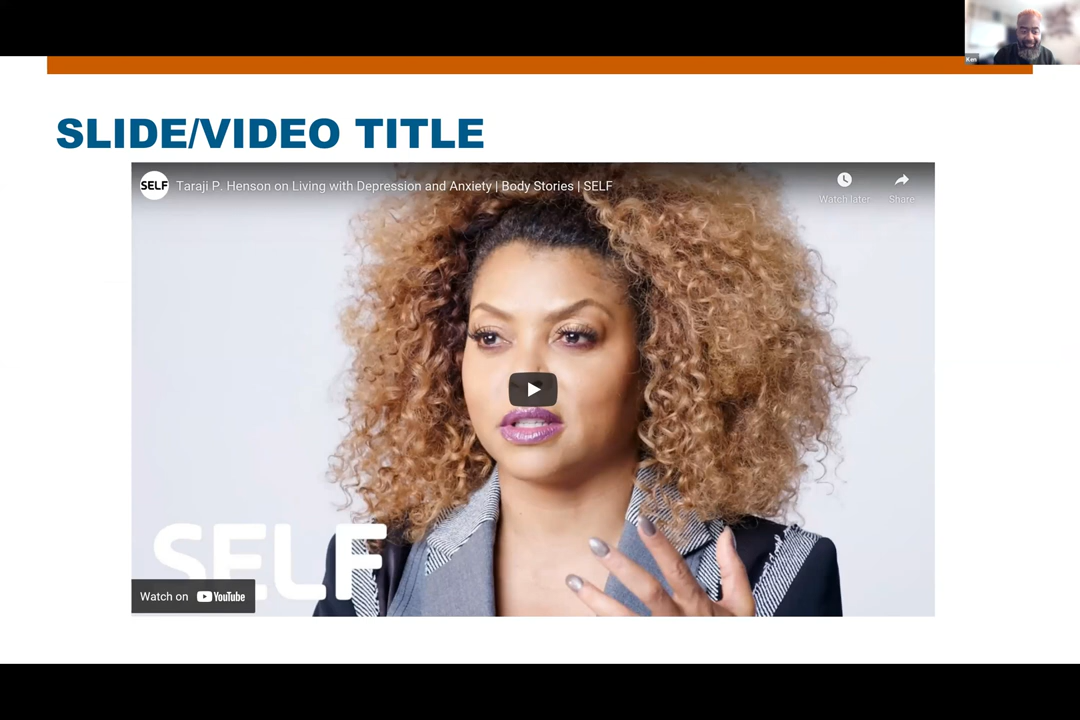 Ken
SLIDE/VIDEO TITLE
SELF
Taraji P. Henson on Living with Depression and Anxiety | Body Stories | SELF
Watch later
Share
SELF
Watch on YouTube